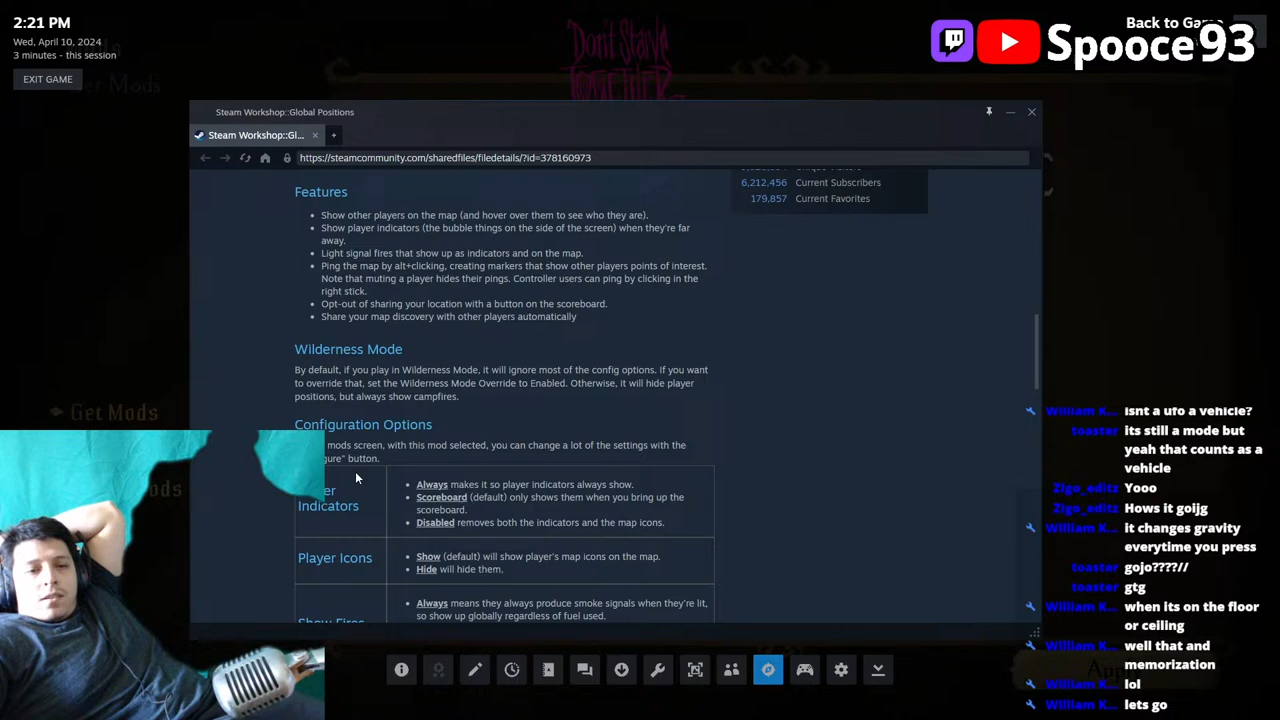 2:21 PM
Wed, April 10, 2024
3 minutes - this session
EXIT GAME
Don't Starve
TOGETHER
Back to Game
Spooce93
Steam Workshop::Global Positions
Steam Workshop::Gl...
https://steamcommunity.com/sharedfiles/filedetails/?id=378160973
6,212,456 Current Subscribers
179,857 Current Favorites
Features
Show other players on the map (and hover over them to see who they are).
Show player indicators (the bubble things on the side of the screen) when they're far
away.
Light signal fires that show up as indicators and on the map.
Ping the map by alt+clicking, creating markers that show other players points of interest.
Note that muting a player hides their pings. Controller users can ping by clicking in the
right stick.
Opt-out of sharing your location with a button on the scoreboard.
Share your map discovery with other players automatically
Wilderness Mode
By default, if you play in Wilderness Mode, it will ignore most of the config options. If you want
to override that, set the Wilderness Mode Override to Enabled. Otherwise, it will hide player
positions, but always show campfires.
Configuration Options
mods screen, with this mod selected, you can change a lot of the settings with the
gure" button.
er
Indicators
Always makes it so player indicators always show.
Scoreboard (default) only shows them when you bring up the
scoreboard.
Disabled removes both the indicators and the map icons.
Player Icons
Show (default) will show player's map icons on the map.
Hide will hide them.
Show Fires
Always means they always produce smoke signals when they're lit,
so show up globally regardless of fuel used.
Get Mods
William K... isnt a ufo a vehicle?
toaster its still a mode but
yeah that counts as a
vehicle
Zigo_editz Yooo
Zigo_editz Hows it goijg
William K... it changes gravity
everytime you press
toaster gojo????//
toaster gtg
William K... when its on the floor
or ceiling
William K... well that and
memorization
William K... lol
William K... lets go